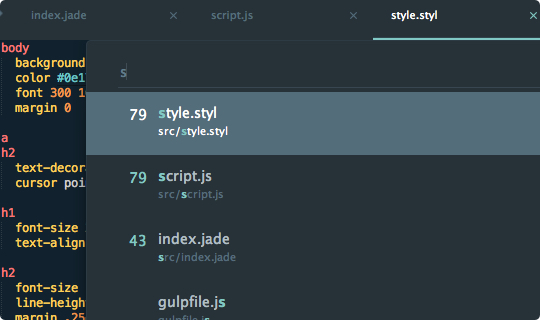 index.jade × script.js × style.styl ×
body
background
color #0e1
font 300 1
margin 0
a
h2
text-decora
cursor poi
h1
font-size
text-align
h2
font-size
line-heigh
margin .25
s
79 style.styl
src/style.styl
79 script.js
src/script.js
43 index.jade
src/index.jade
gulpfile.js
gulpfile.js